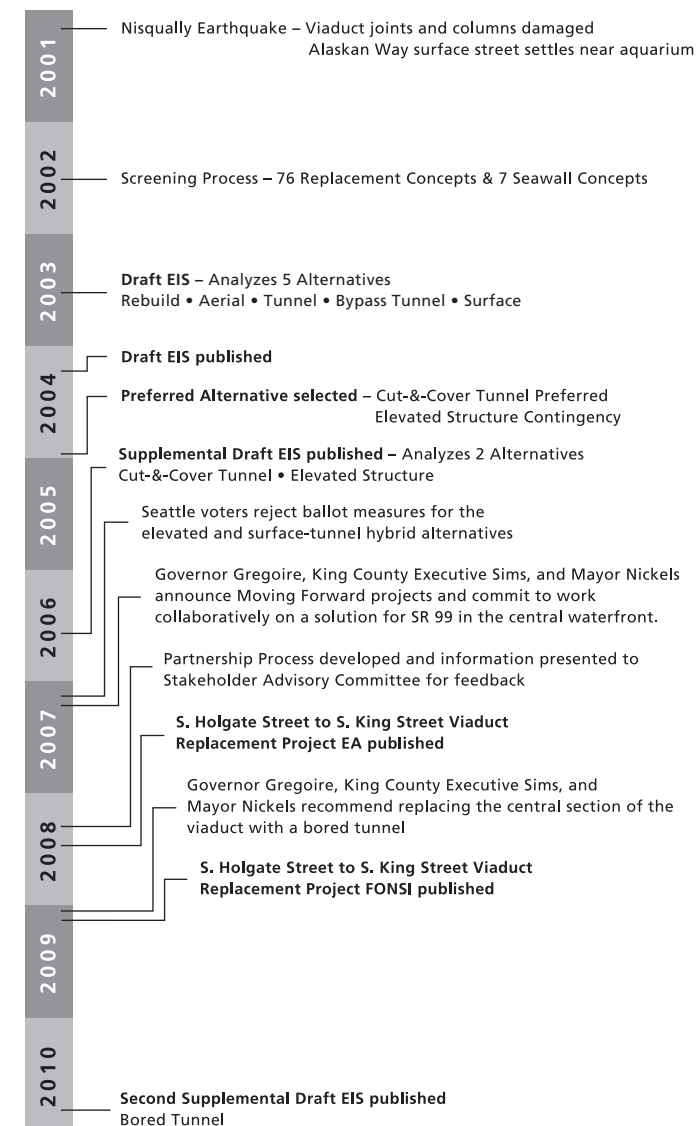 2001
Nisqually Earthquake – Viaduct joints and columns damaged
Alaskan Way surface street settles near aquarium
2002
Screening Process – 76 Replacement Concepts & 7 Seawall Concepts
2003
Draft EIS – Analyzes 5 Alternatives
Rebuild • Aerial • Tunnel • Bypass Tunnel • Surface
2004
Draft EIS published
Preferred Alternative selected – Cut-&-Cover Tunnel Preferred
Elevated Structure Contingency
Supplemental Draft EIS published – Analyzes 2 Alternatives
Cut-&-Cover Tunnel • Elevated Structure
2005
Seattle voters reject ballot measures for the
elevated and surface-tunnel hybrid alternatives
2006
Governor Gregoire, King County Executive Sims, and Mayor Nickels
announce Moving Forward projects and commit to work
collaboratively on a solution for SR 99 in the central waterfront.
Partnership Process developed and information presented to
Stakeholder Advisory Committee for feedback
2007
S. Holgate Street to S. King Street Viaduct
Replacement Project EA published
Governor Gregoire, King County Executive Sims, and
Mayor Nickels recommend replacing the central section of the
viaduct with a bored tunnel
2008
S. Holgate Street to S. King Street Viaduct
Replacement Project FONSI published
2009
2010
Second Supplemental Draft EIS published
Bored Tunnel